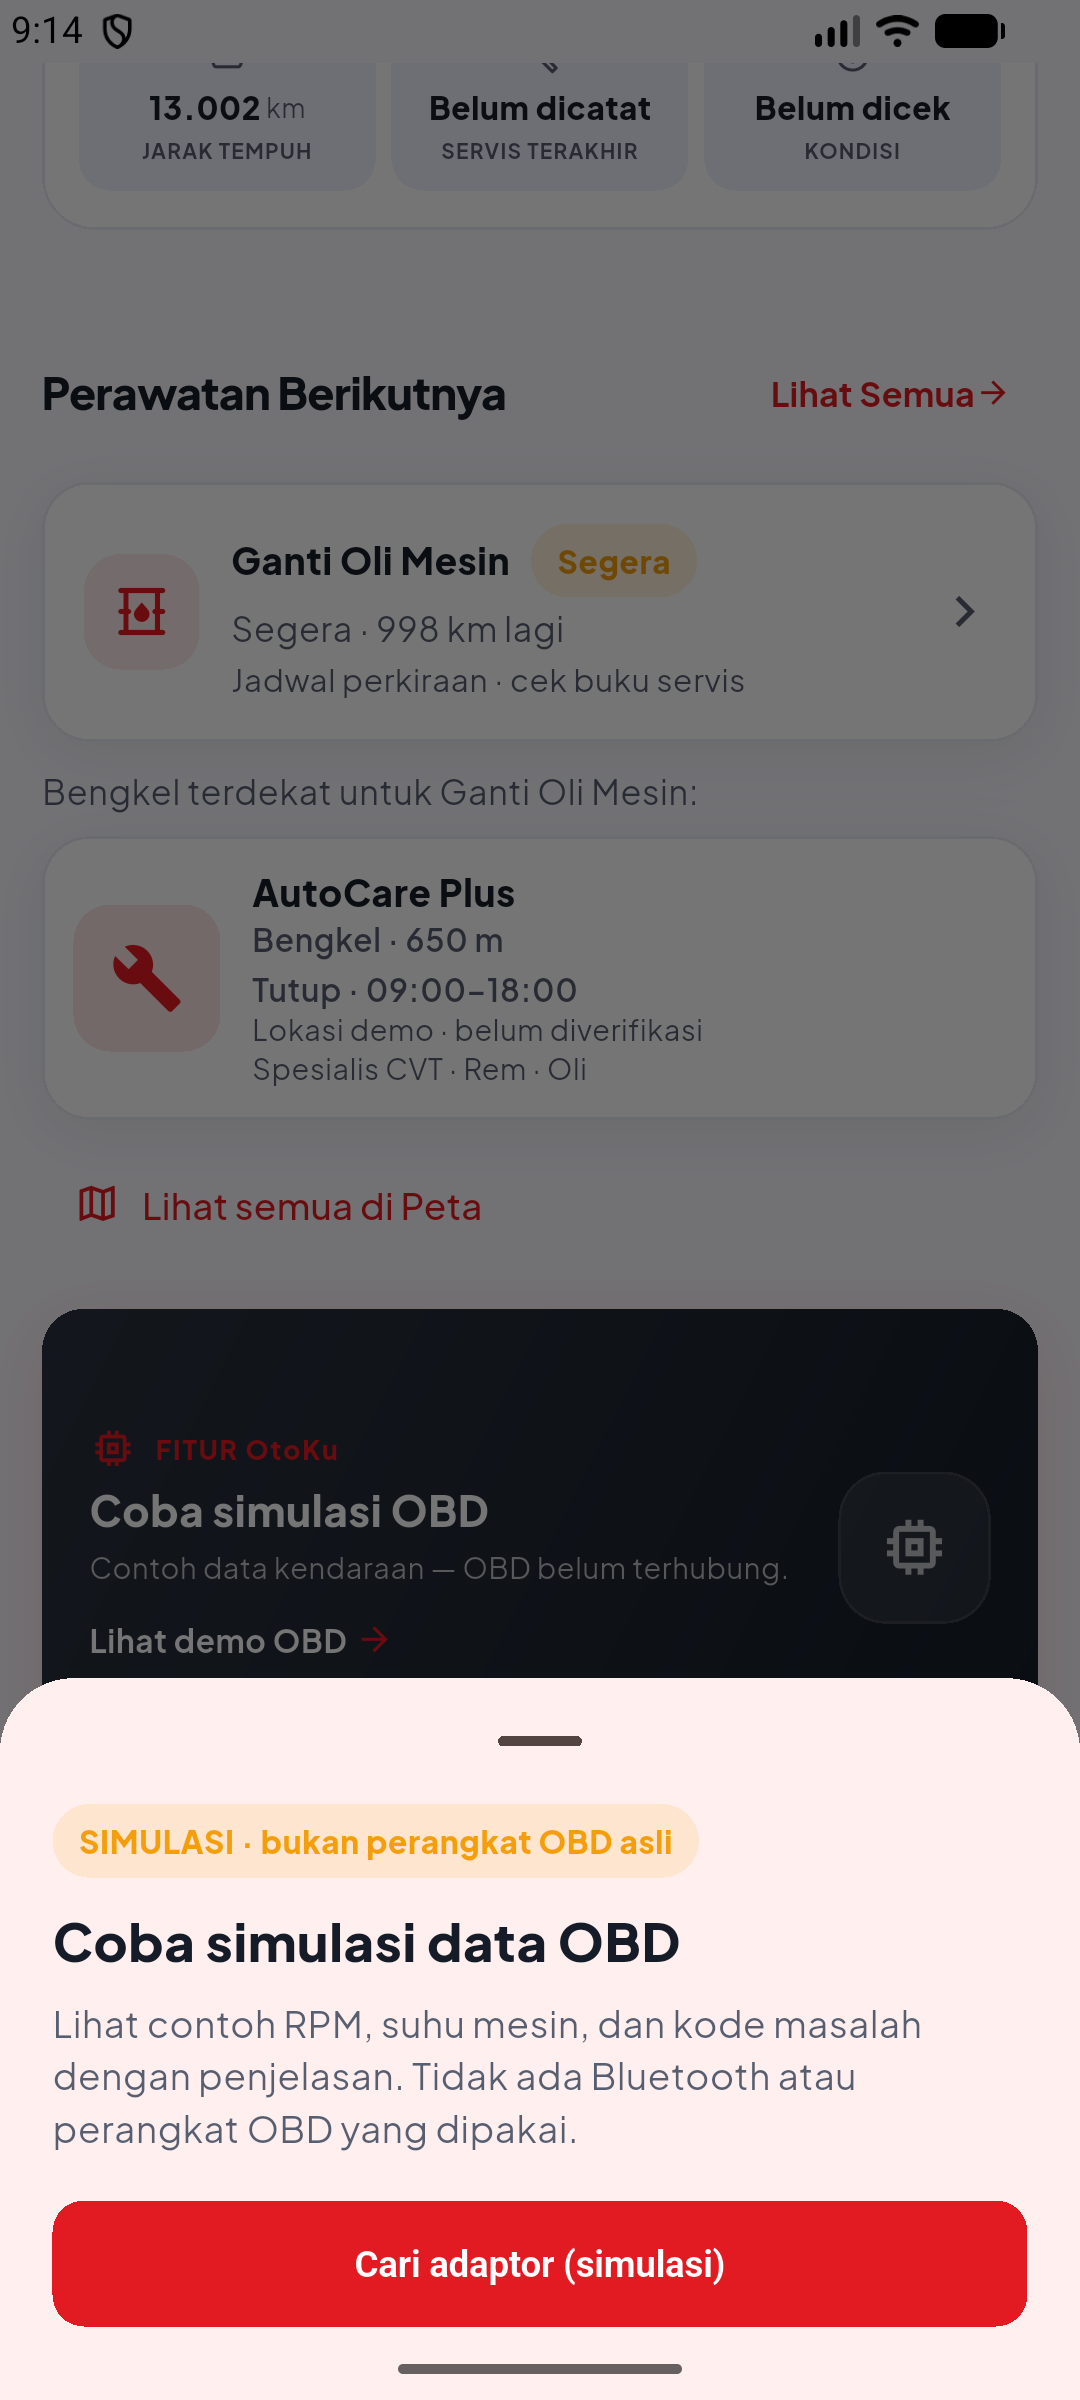 9:14
13.002 km
JARAK TEMPUH
Belum dicatat
SERVIS TERAKHIR
Belum dicek
KONDISI
Perawatan Berikutnya
Lihat Semua
Ganti Oli Mesin
Segera
Segera · 998 km lagi
Jadwal perkiraan · cek buku servis
Bengkel terdekat untuk Ganti Oli Mesin:
AutoCare Plus
Bengkel · 650 m
Tutup · 09:00–18:00
Lokasi demo · belum diverifikasi
Spesialis CVT · Rem · Oli
Lihat semua di Peta
FITUR OtoKu
Coba simulasi OBD
Contoh data kendaraan — OBD belum terhubung.
Lihat demo OBD
SIMULASI · bukan perangkat OBD asli
Coba simulasi data OBD
Lihat contoh RPM, suhu mesin, dan kode masalah
dengan penjelasan. Tidak ada Bluetooth atau
perangkat OBD yang dipakai.
Cari adaptor (simulasi)